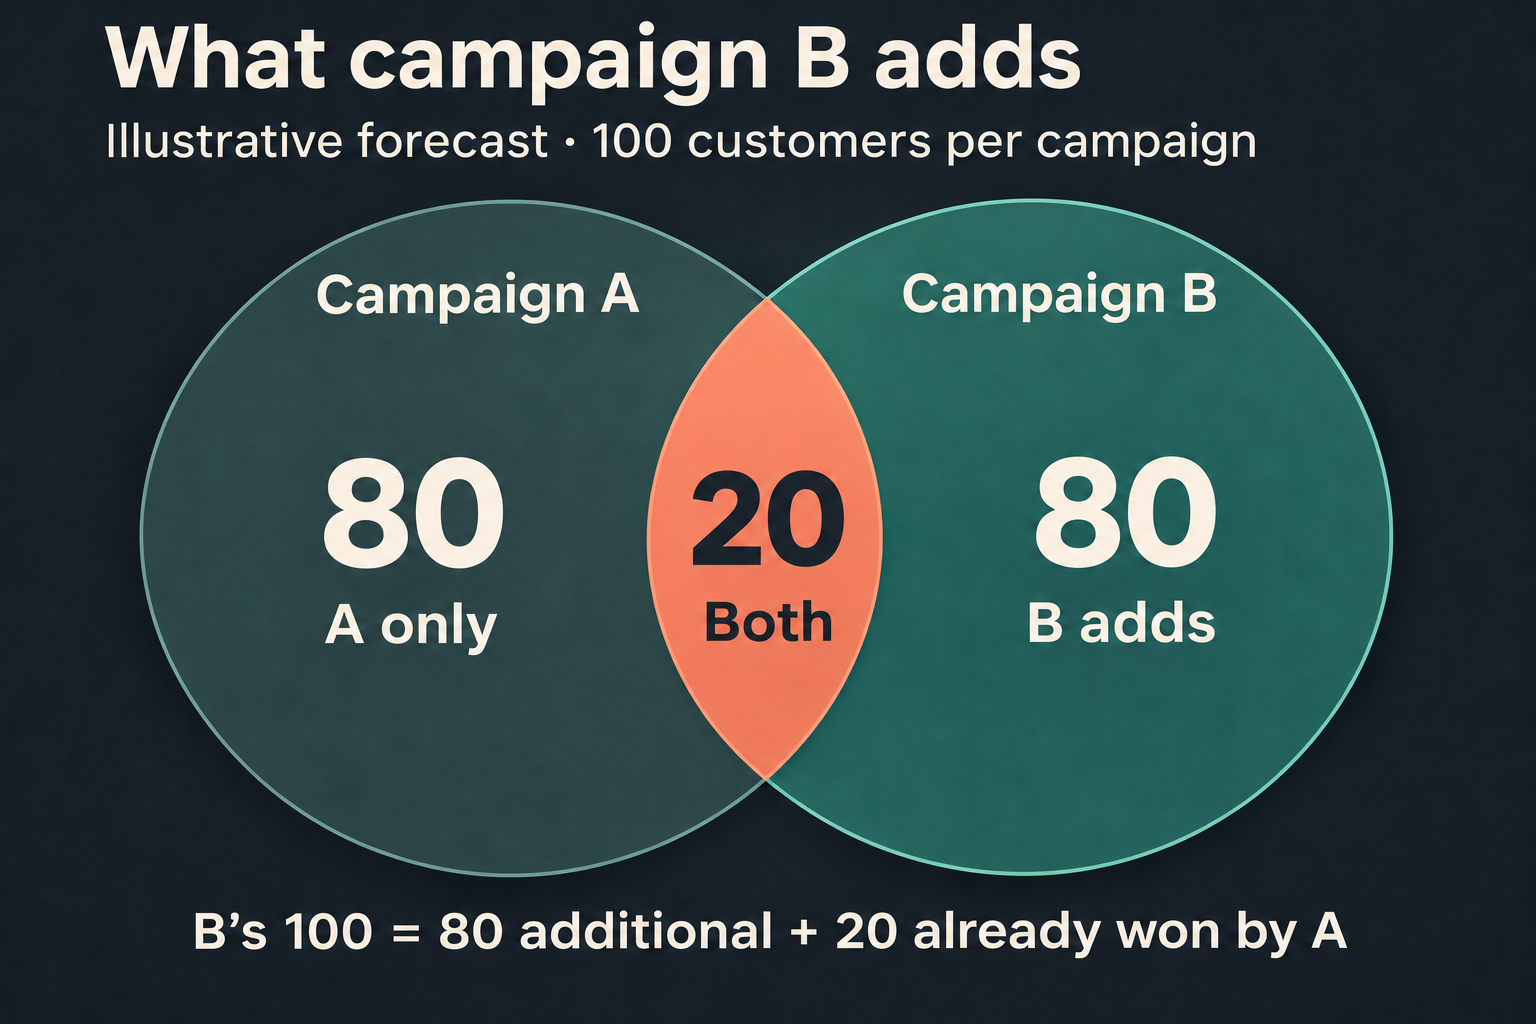 What campaign B adds
Illustrative forecast · 100 customers per campaign
Campaign A
Campaign B
80
A only
20
Both
80
B adds
B’s 100 = 80 additional + 20 already won by A